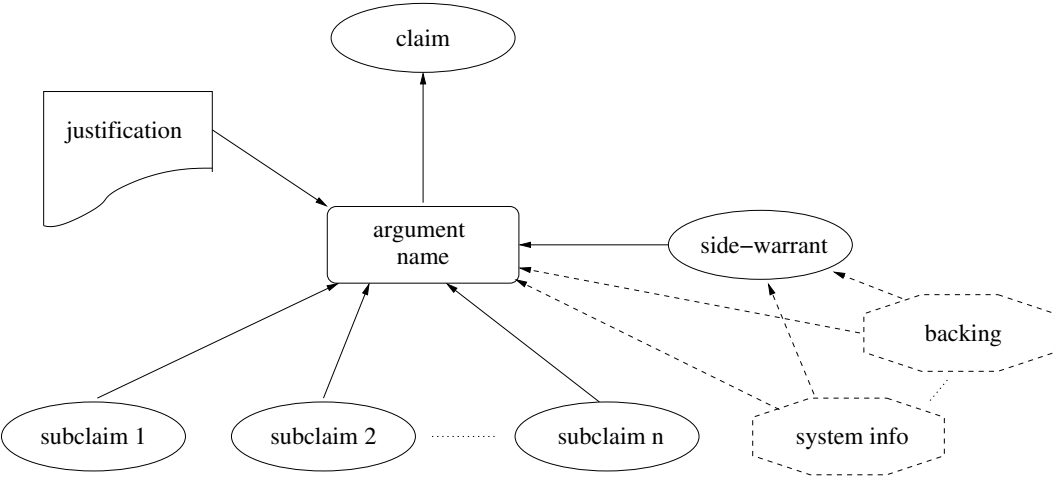 claim
justification
argument
name
side−warrant
backing
subclaim 1
subclaim 2
subclaim n
system info